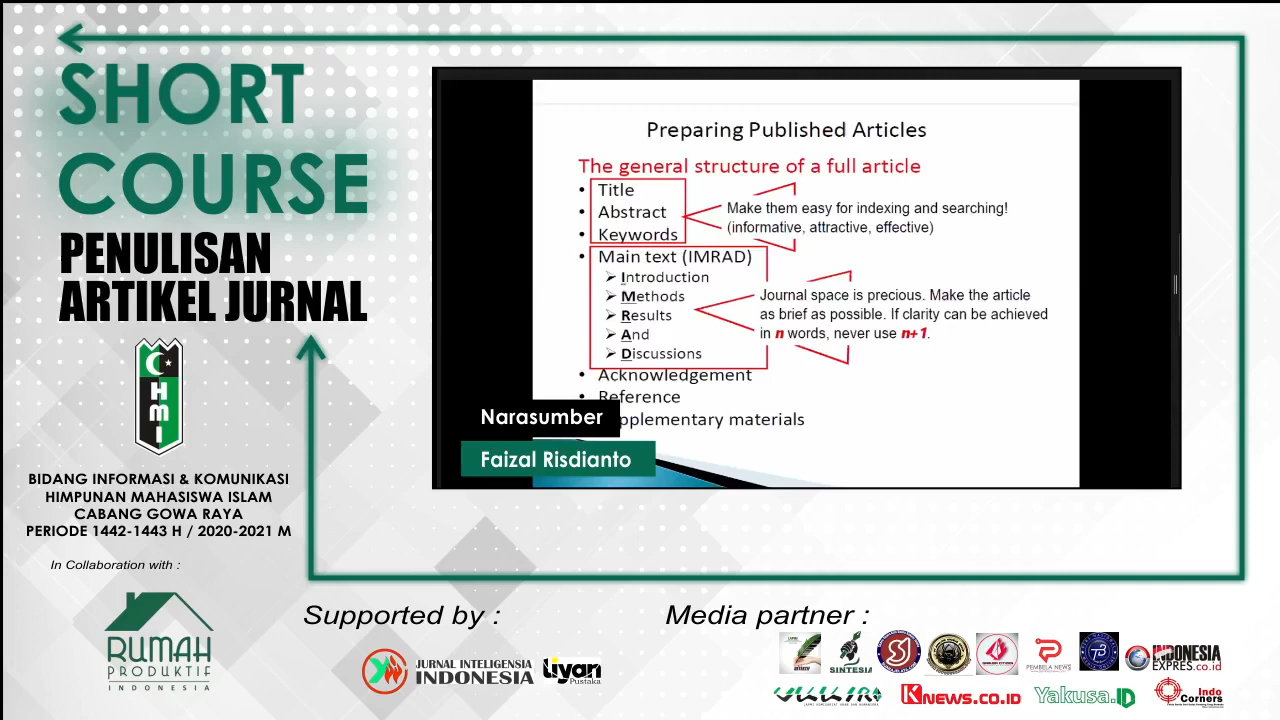 SHORT
COURSE
PENULISAN
ARTIKEL JURNAL
HMI
BIDANG INFORMASI & KOMUNIKASI
HIMPUNAN MAHASISWA ISLAM
CABANG GOWA RAYA
PERIODE 1442-1443 H / 2020-2021 M
In Collaboration with :
RUMAH
PRODUKTIF
INDONESIA
Preparing Published Articles
The general structure of a full article
• Title
• Abstract
• Keywords
Make them easy for indexing and searching!
(informative, attractive, effective)
• Main text (IMRAD)
➤ Introduction
➤ Methods
➤ Results
➤ And
➤ Discussions
Journal space is precious. Make the article
as brief as possible. If clarity can be achieved
in n words, never use n+1.
• Acknowledgement
• Reference
pplementary materials
Narasumber
Faizal Risdianto
Supported by :
JURNAL INTELIGENSIA
INDONESIA
Liyan
Pustaka
Media partner :
SINTESIA
PEMBELA NEWS
INDONESIA
EXPRES.co.id
KNEWS.CO.ID
Yakusa.ID
Indo
Corners